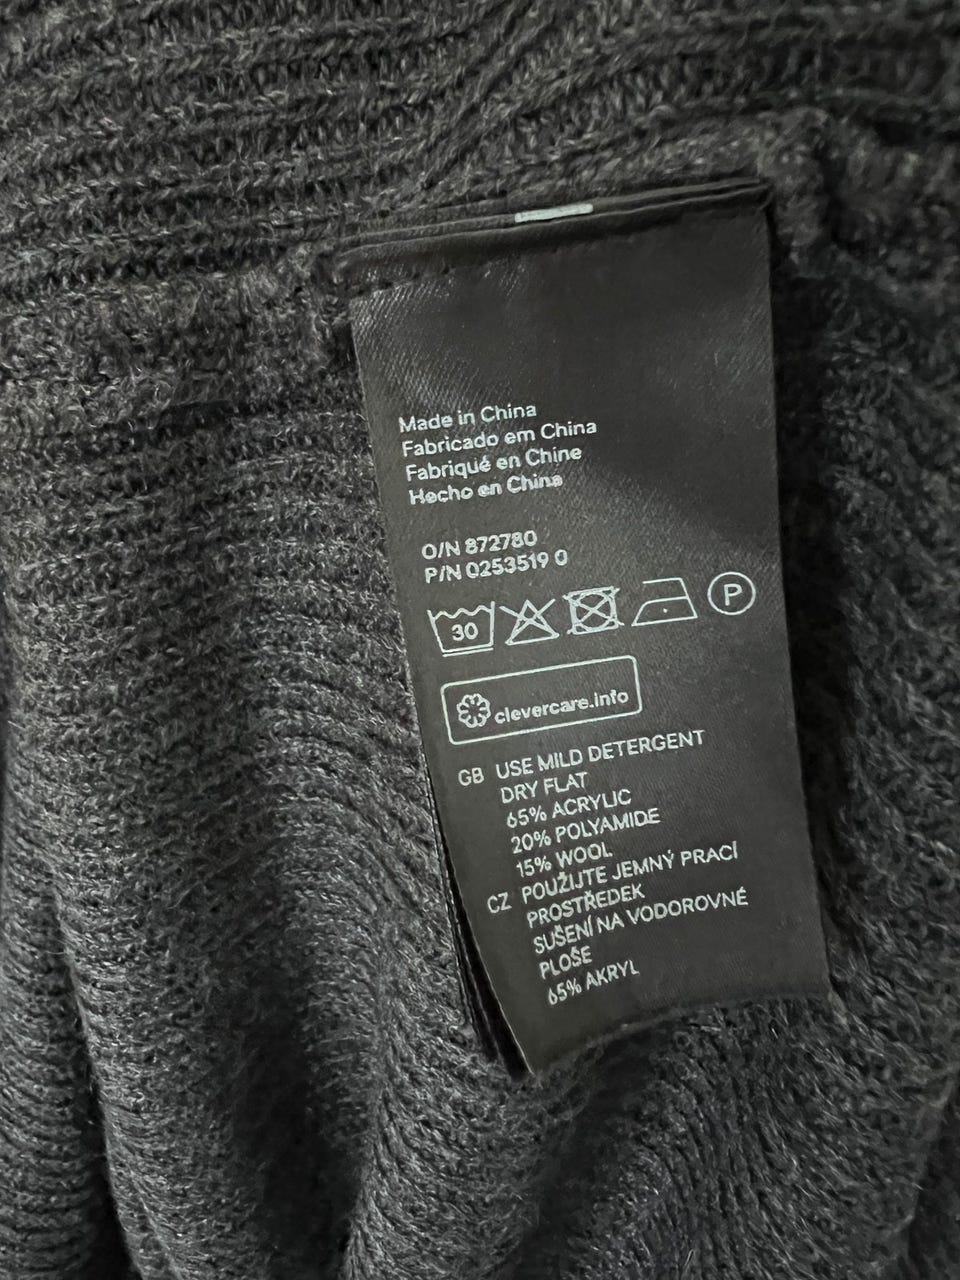 Made in China
Fabricado em China
Fabriqué en Chine
Hecho en China
O/N 872780
P/N 0253519 0
30 P
clevercare.info
GB USE MILD DETERGENT
DRY FLAT
65% ACRYLIC
20% POLYAMIDE
15% WOOL
CZ POUŽIJTE JEMNÝ PRACÍ
PROSTŘEDEK
SUŠENÍ NA VODOROVNÉ
PLOŠE
65% AKRYL